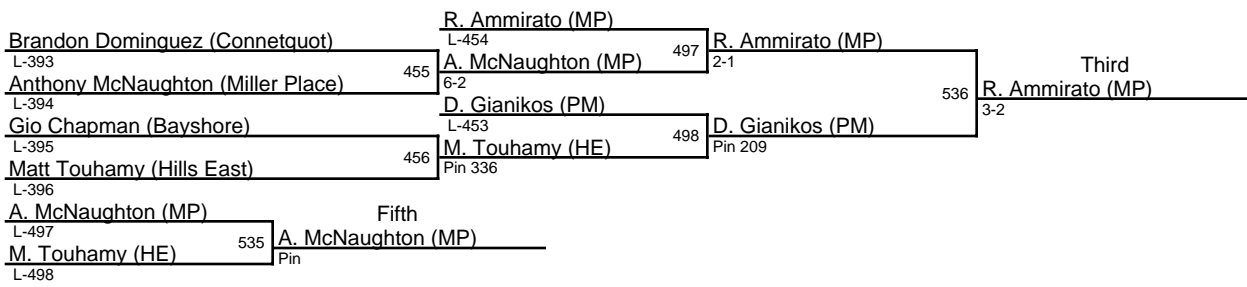 R. Ammirato (MP)
Brandon Dominguez (Connetquot)
L-454
497
R. Ammirato (MP)
L-393
455
A. McNaughton (MP)
2-1
Third
Anthony McNaughton (Miller Place)
6-2
536
R. Ammirato (MP)
L-394
D. Gianikos (PM)
3-2
Gio Chapman (Bayshore)
L-453
498
D. Gianikos (PM)
L-395
456
M. Touhamy (HE)
Pin 209
Matt Touhamy (Hills East)
Pin 336
L-396
A. McNaughton (MP)
Fifth
L-497
535
A. McNaughton (MP)
M. Touhamy (HE)
Pin
L-498